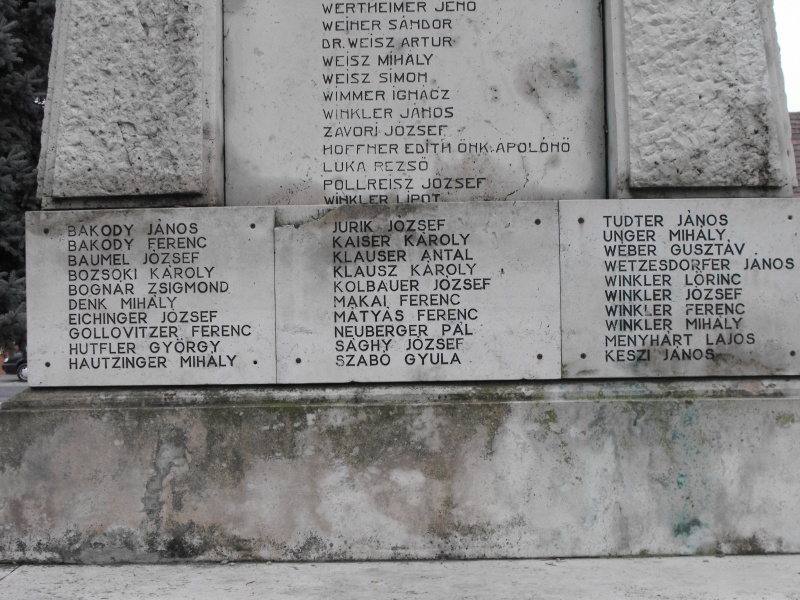 WERTHEIMER JENŐ
WEINER SÁNDOR
DR. WEISZ ARTUR
WEISZ MIHÁLY
WEISZ SIMON
WIMMER IGNÁCZ
WINKLER JÁNOS
ZÁVORI JÓZSEF
HOFFNER EDITH ÖNK. ÁPOLÓNŐ
LUKA REZSŐ
POLLREISZ JÓZSEF
WINKLER LIPÓT
BAKODY JÁNOS
BAKODY FERENC
BAUMEL JÓZSEF
BOZSOKI KÁROLY
BOGNÁR ZSIGMOND
DENK MIHÁLY
EICHINGER JÓZSEF
GOLLOVITZER FERENC
HUTFLER GYÖRGY
HAUTZINGER MIHÁLY
JURIK JÓZSEF
KAISER KÁROLY
KLAUSER ANTAL
KLAUSZ KÁROLY
KOLBAUER JÓZSEF
MAKAI FERENC
MÁTYÁS FERENC
NEUBERGER PÁL
SÁGHY JÓZSEF
SZABÓ GYULA
TUDTER JÁNOS
UNGER MIHÁLY
WEBER GUSZTÁV
WETZESDORFER JÁNOS
WINKLER LŐRINC
WINKLER JÓZSEF
WINKLER FERENC
WINKLER MIHÁLY
MENYHÁRT LAJOS
KESZI JÁNOS